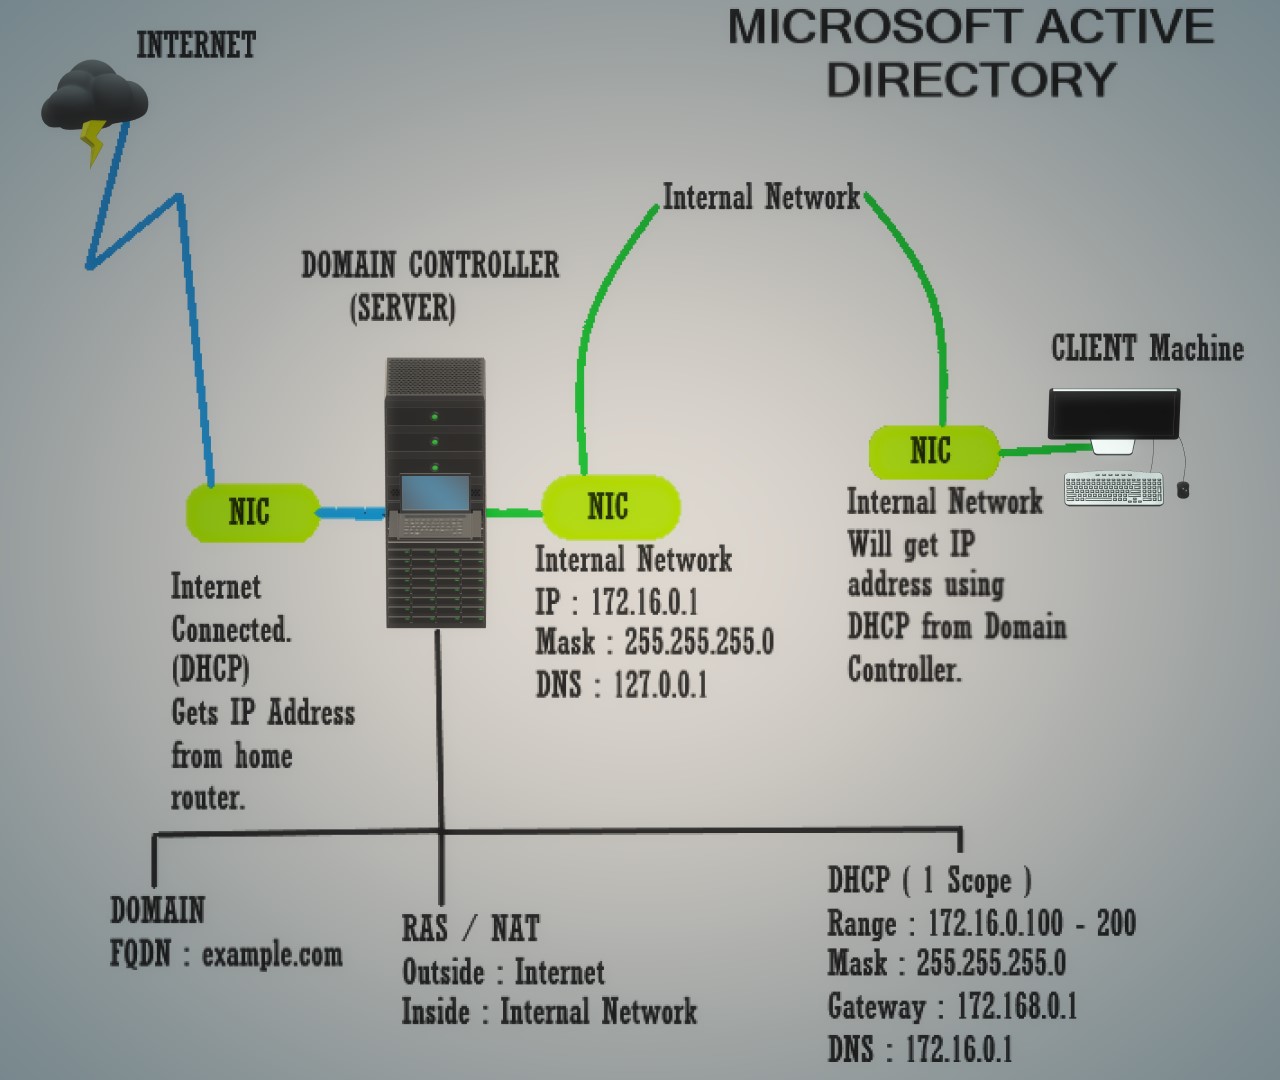 MICROSOFT ACTIVE
DIRECTORY
INTERNET
Internal Network
DOMAIN CONTROLLER
(SERVER)
CLIENT Machine
NIC
NIC
NIC
Internet
Connected.
(DHCP)
Gets IP Address
from home
router.
Internal Network
IP : 172.16.0.1
Mask : 255.255.255.0
DNS : 127.0.0.1
Internal Network
Will get IP
address using
DHCP from Domain
Controller.
DOMAIN
FQDN : example.com
RAS / NAT
Outside : Internet
Inside : Internal Network
DHCP ( 1 Scope )
Range : 172.16.0.100 - 200
Mask : 255.255.255.0
Gateway : 172.168.0.1
DNS : 172.16.0.1